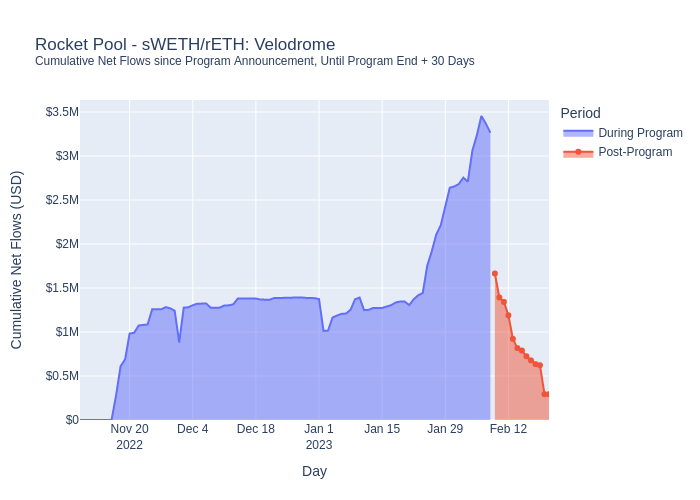 Rocket Pool - sWETH/rETH: Velodrome
Cumulative Net Flows since Program Announcement, Until Program End + 30 Days
Period
During Program
Post-Program
Cumulative Net Flows (USD)
$3.5M
$3M
$2.5M
$2M
$1.5M
$1M
$0.5M
$0
Nov 20
2022
Dec 4
Dec 18
Jan 1
2023
Jan 15
Jan 29
Feb 12
Day